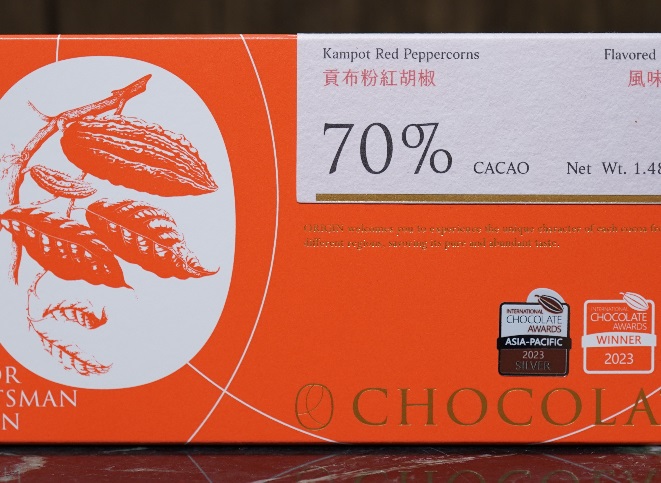 Kampot Red Peppercorns
Flavored
貢布粉紅胡椒
風味
70% CACAO
Net Wt. 1.48
welcomes you to experience the unique character of each cacao
different regions, showing its pure and abundant taste.
INTERNATIONAL
CHOCOLATE
AWARDS
ASIA-PACIFIC
2023
SILVER
INTERNATIONAL
CHOCOLATE
AWARDS
WINNER
2023
OR
TSMAN
N
CHOCOLA